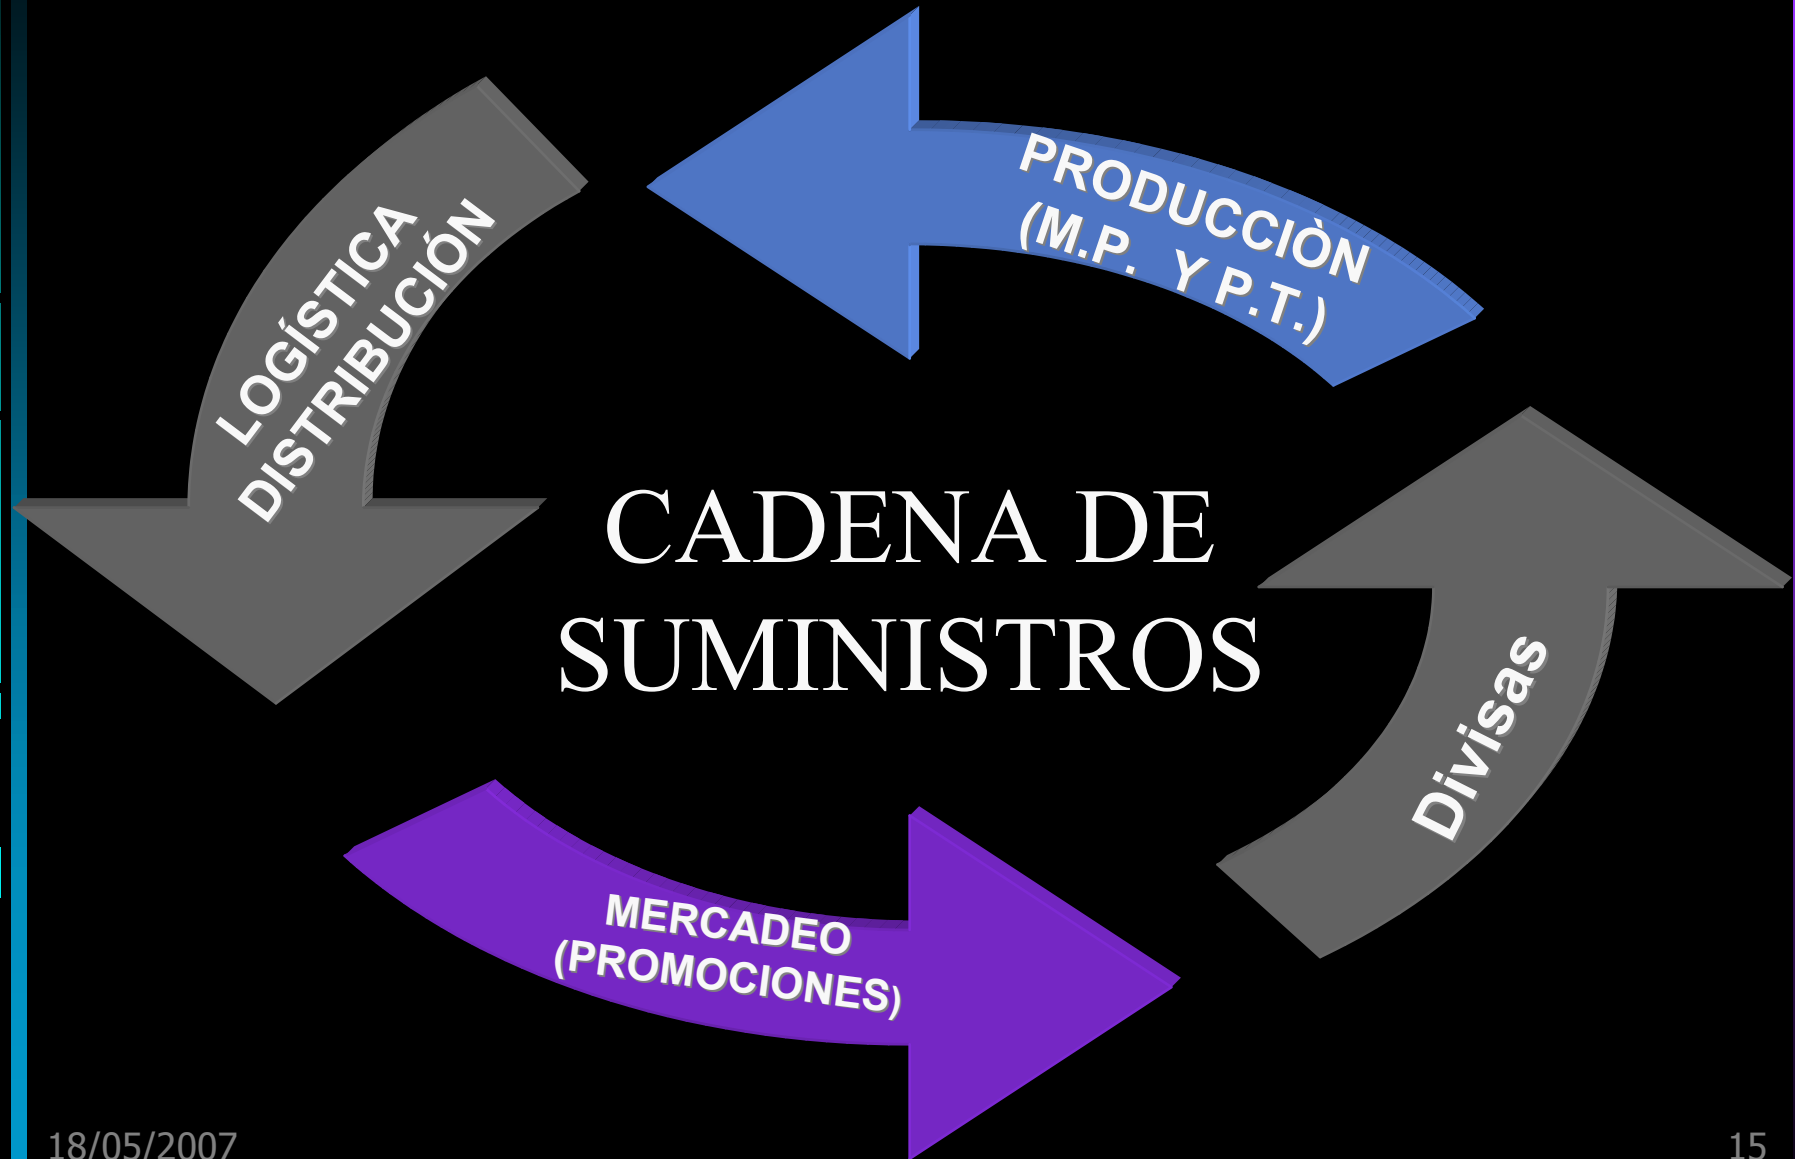 PRODUCCIÒN
(M.P. Y P.T.)
LOGÍSTICA
DISTRIBUCIÓN
CADENA DE
SUMINISTROS
Divisas
MERCADEO
(PROMOCIONES)
18/05/2007
15